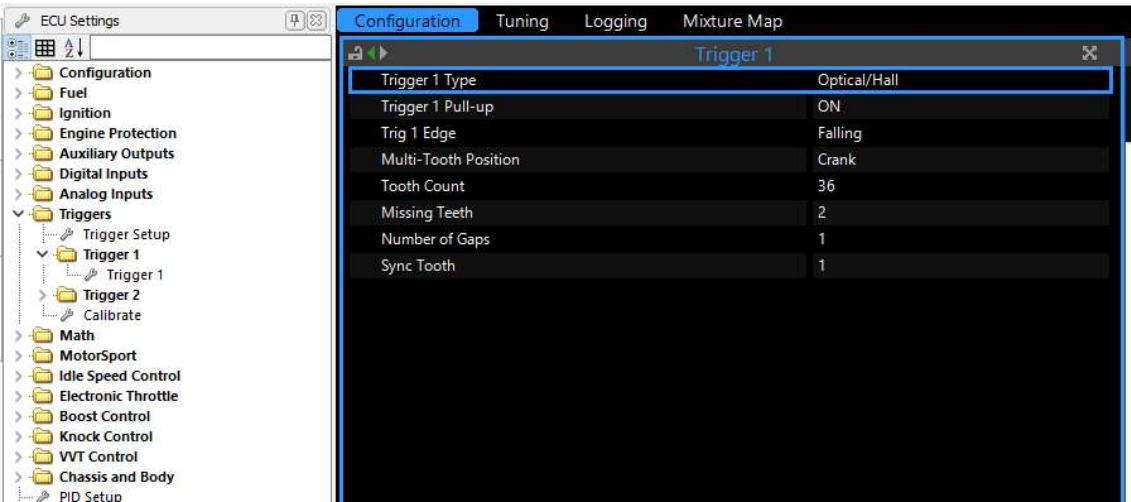 ECU Settings
Configuration
Fuel
Ignition
Engine Protection
Auxiliary Outputs
Digital Inputs
Analog Inputs
Triggers
Trigger Setup
Trigger 1
Trigger 1
Trigger 2
Calibrate
Math
MotorSport
Idle Speed Control
Electronic Throttle
Boost Control
Knock Control
VVT Control
Chassis and Body
PID Setup
Configuration Tuning Logging Mixture Map
Trigger 1
Trigger 1 Type Optical/Hall
Trigger 1 Pull-up ON
Trig 1 Edge Falling
Multi-Tooth Position Crank
Tooth Count 36
Missing Teeth 2
Number of Gaps 1
Sync Tooth 1